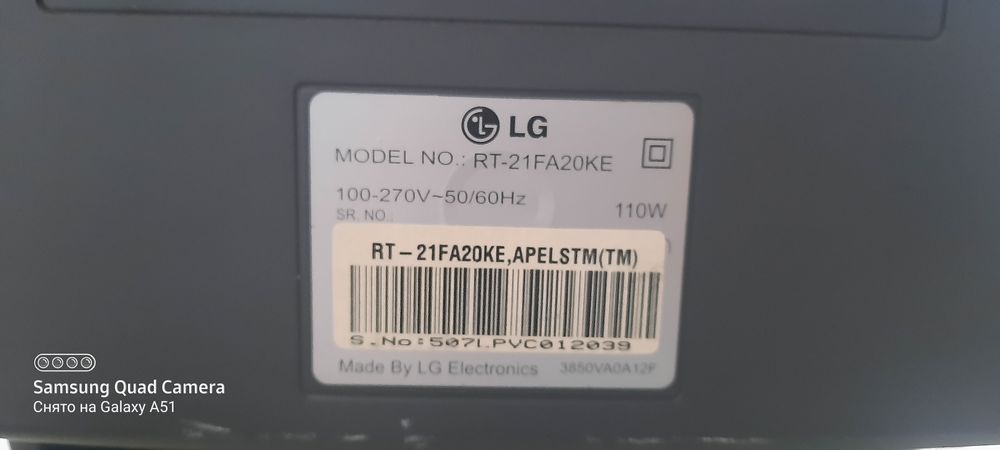 LG
MODEL NO.: RT-21FA20KE
100-270V~50/60Hz
110W
SR. NO.:
RT-21FA20KE,APELSTM(TM)
S.No:507LPVC012039
Made By LG Electronics 3850VA0A12F
Samsung Quad Camera
Снято на Galaxy A51